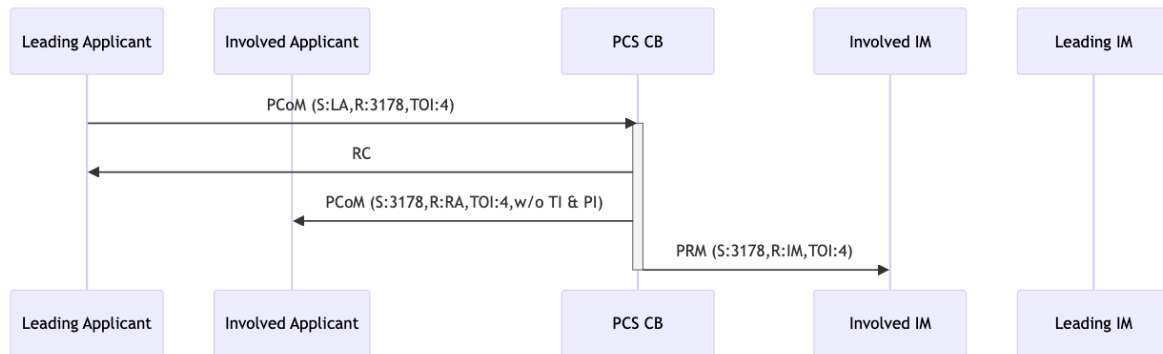 Leading Applicant
Involved Applicant
PCS CB
Involved IM
Leading IM
PCoM (S:LA,R:3178,TOI:4)
RC
PCoM (S:3178,R:RA,TOI:4,w/o TI & PI)
PRM (S:3178,R:IM,TOI:4)
Leading Applicant
Involved Applicant
PCS CB
Involved IM
Leading IM